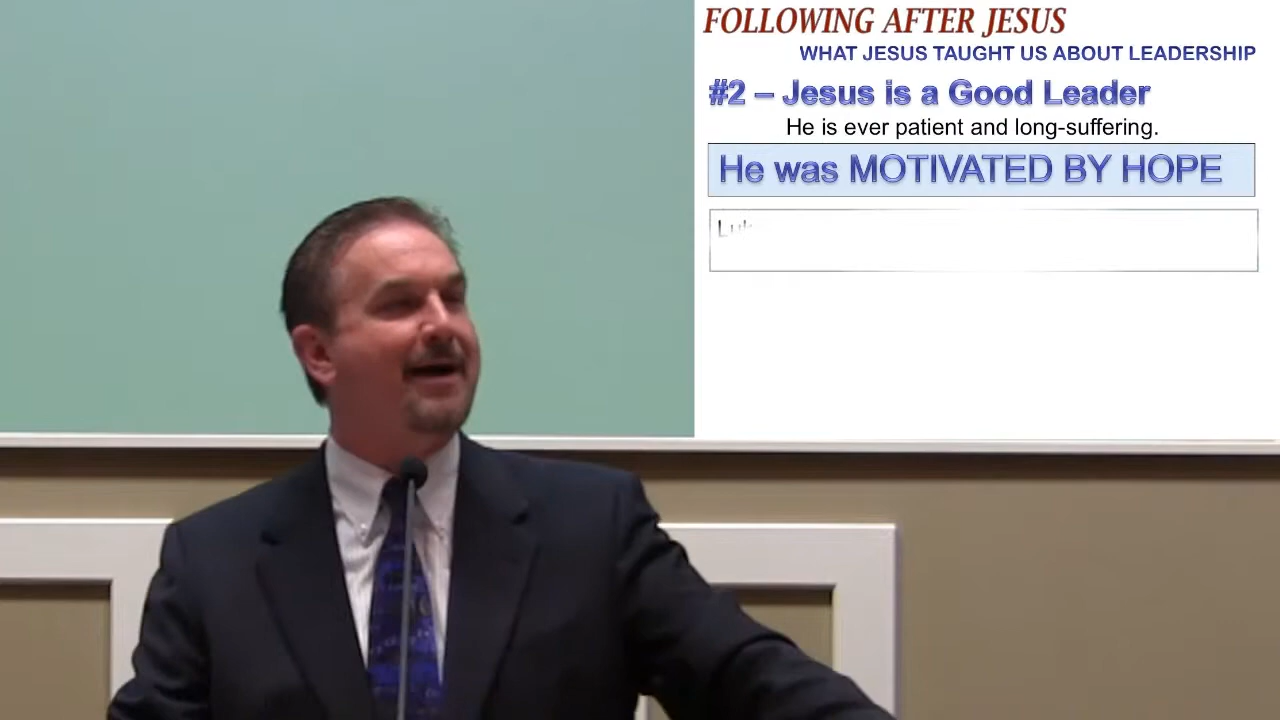 FOLLOWING AFTER JESUS
WHAT JESUS TAUGHT US ABOUT LEADERSHIP
#2 – Jesus is a Good Leader
He is ever patient and long-suffering.
He was MOTIVATED BY HOPE